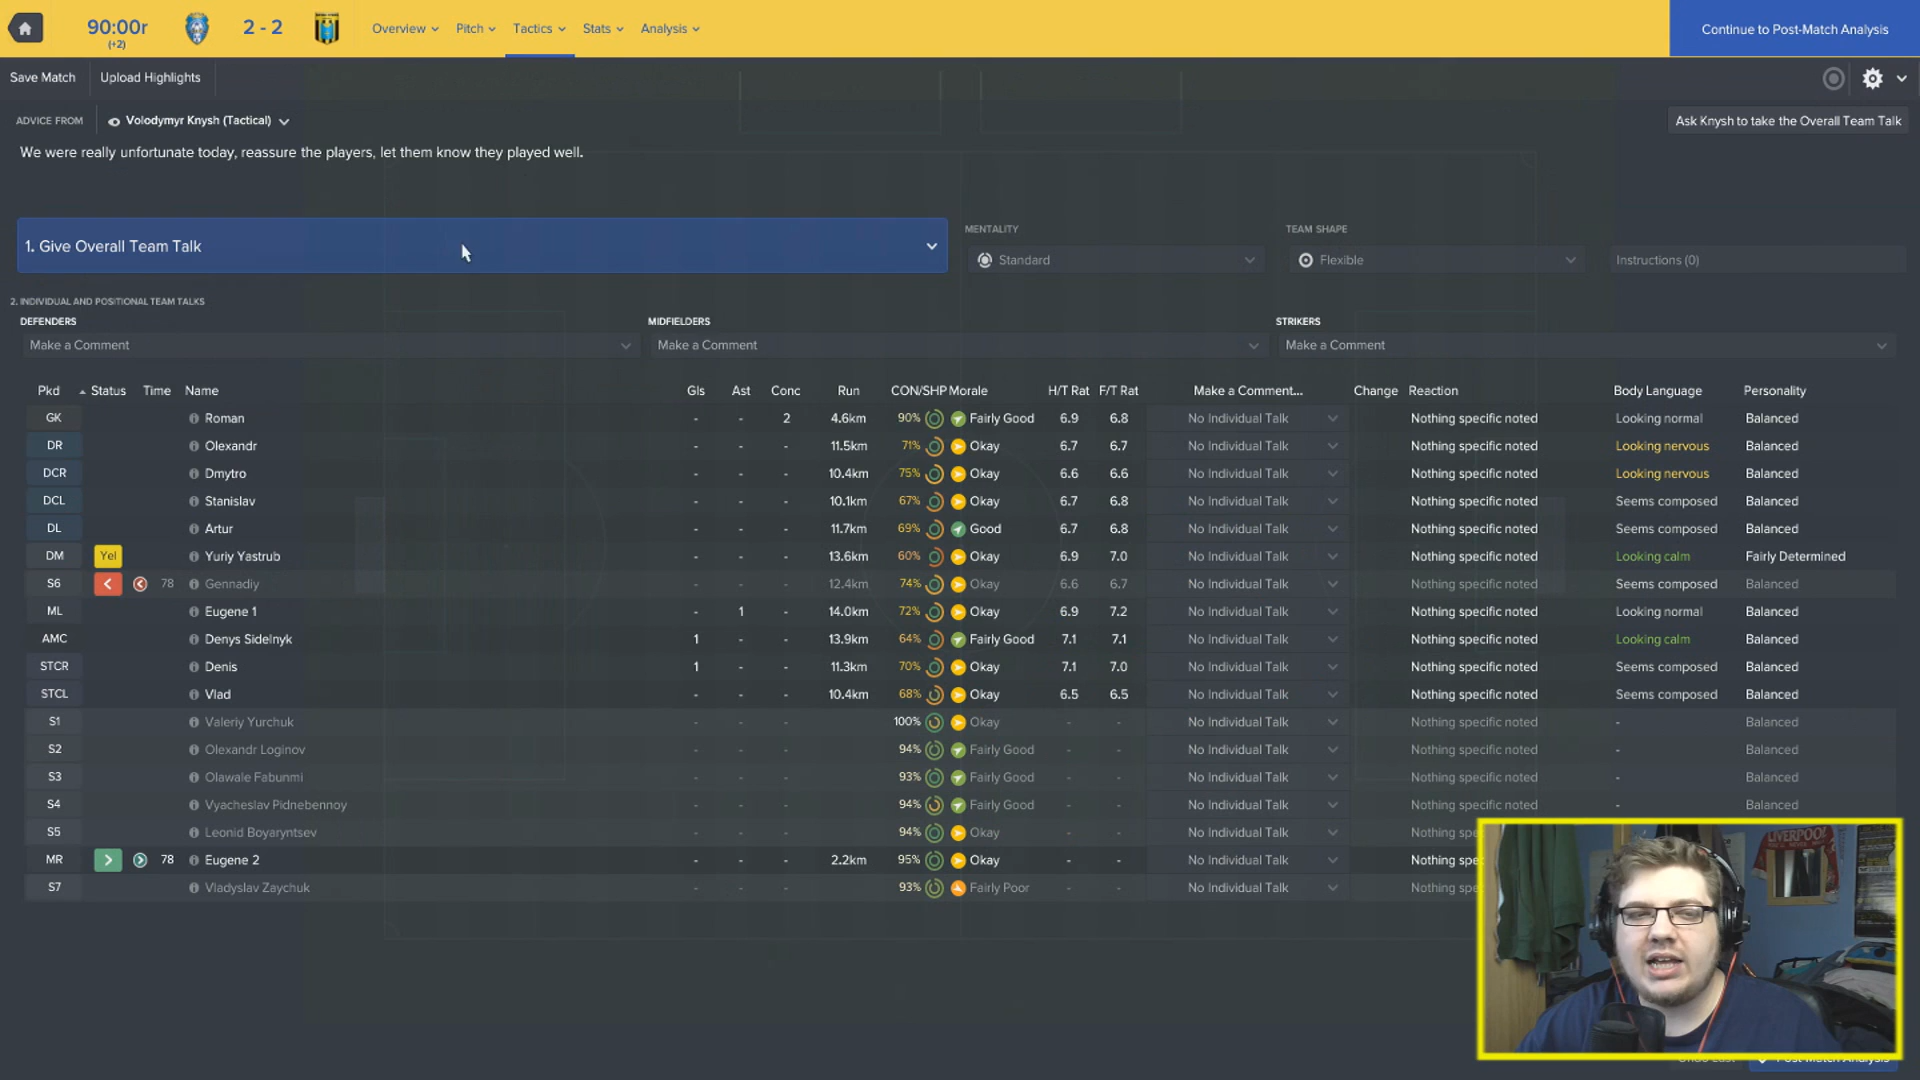 90:00r
(+2)
2 - 2
Overview
Pitch
Tactics
Stats
Analysis
Continue to Post-Match Analysis
Save Match
Upload Highlights
ADVICE FROM
Volodymyr Knysh (Tactical)
Ask Knysh to take the Overall Team Talk
We were really unfortunate today, reassure the players, let them know they played well.
1. Give Overall Team Talk
MENTALITY
Standard
TEAM SHAPE
Flexible
Instructions (0)
2. INDIVIDUAL AND POSITIONAL TEAM TALKS
DEFENDERS
MIDFIELDERS
STRIKERS
Make a Comment
Make a Comment
Make a Comment
Pkd Status Time Name Gls Ast Conc Run CON/SHP Morale H/T Rat F/T Rat Make a Comment... Change Reaction Body Language Personality
GK Roman - - 2 4.6km 90% Fairly Good 6.9 6.8 No Individual Talk Nothing specific noted Looking normal Balanced
DR Olexandr - - - 11.5km 71% Okay 6.7 6.7 No Individual Talk Nothing specific noted Looking nervous Balanced
DCR Dmytro - - - 10.4km 75% Okay 6.6 6.6 No Individual Talk Nothing specific noted Looking nervous Balanced
DCL Stanislav - - - 10.1km 67% Okay 6.7 6.8 No Individual Talk Nothing specific noted Seems composed Balanced
DL Artur - - - 11.7km 69% Good 6.7 6.8 No Individual Talk Nothing specific noted Seems composed Balanced
DM Yel Yuriy Yastrub - - - 13.6km 60% Okay 6.9 7.0 No Individual Talk Nothing specific noted Looking calm Fairly Determined
S6 78 Gennadiy - - - 12.4km 74% Okay 6.6 6.7 No Individual Talk Nothing specific noted Seems composed Balanced
ML Eugene 1 - 1 - 14.0km 72% Okay 6.9 7.2 No Individual Talk Nothing specific noted Looking normal Balanced
AMC Denys Sidelnyk 1 - - 13.9km 64% Fairly Good 7.1 7.1 No Individual Talk Nothing specific noted Looking calm Balanced
STCR Denis 1 - - 11.3km 70% Okay 7.1 7.0 No Individual Talk Nothing specific noted Seems composed Balanced
STCL Vlad - - - 10.4km 68% Okay 6.5 6.5 No Individual Talk Nothing specific noted Seems composed Balanced
S1 Valeriy Yurchuk - - - 100% Okay - - No Individual Talk Nothing specific noted - Balanced
S2 Olexandr Loginov - - - 94% Fairly Good - - No Individual Talk Nothing specific noted - Balanced
S3 Olawale Fabunmi - - - 93% Fairly Good - - No Individual Talk Nothing specific noted - Balanced
S4 Vyacheslav Pidnebennoy - - - 94% Fairly Good - - No Individual Talk Nothing specific noted - Balanced
S5 Leonid Boyaryntsev - - - 94% Okay - - No Individual Talk Nothing spe
MR 78 Eugene 2 - - - 2.2km 95% Okay - - No Individual Talk Nothing spe
S7 Vladyslav Zaychuk - - - 93% Fairly Poor - - No Individual Talk Nothing spe
LIVERPOOL
Post-Match Analysis